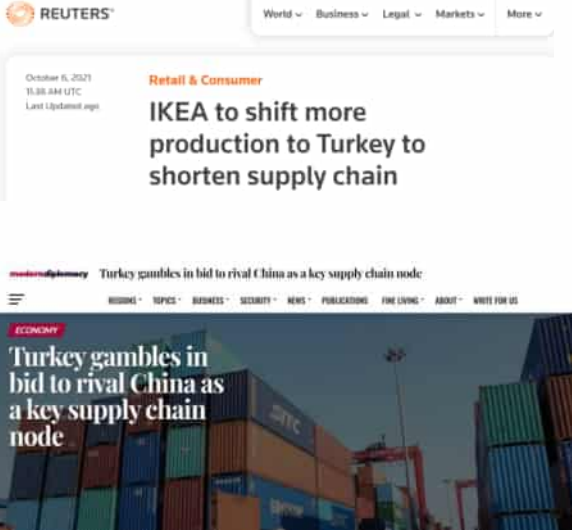 REUTERS
World Business Legal Markets More
October 6, 2021
11:38 AM UTC
Last Updated ago
Retail & Consumer
IKEA to shift more
production to Turkey to
shorten supply chain
moderndiplomacy Turkey gambles in bid to rival China as a key supply chain node
REGIONS TOPICS BUSINESS SECURITY NEWS PUBLICATIONS FINE LIVING ABOUT WRITE FOR US
ECONOMY
Turkey gambles in
bid to rival China as
a key supply chain
node
SITC